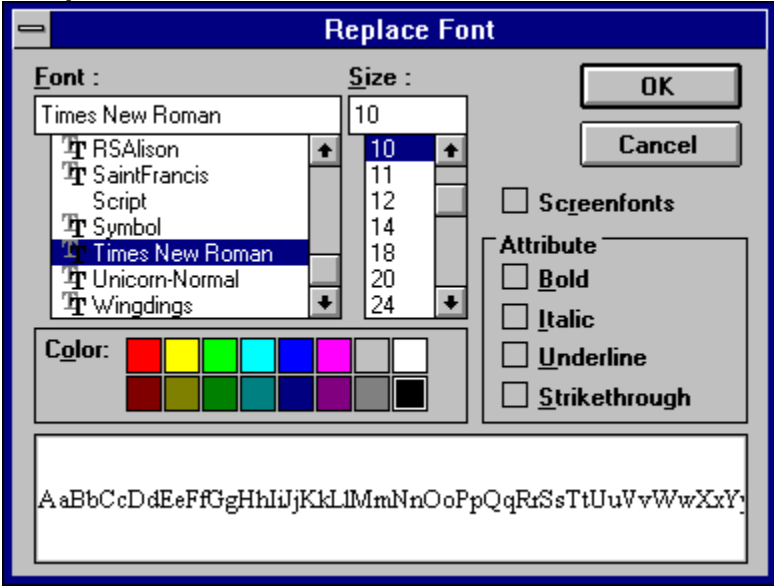 Replace Font
Font :
Times New Roman
RSAlison
SaintFrancis
Script
Symbol
Times New Roman
Unicorn-Normal
Wingdings
Size :
10
10
11
12
14
18
20
24
OK
Cancel
Screenfonts
Attribute
Bold
Italic
Underline
Strikethrough
Color:
AaBbCcDdEeFfGgHhIiJjKkLlMmNnOoPpQqRrSsTtUuVvWwXxYy